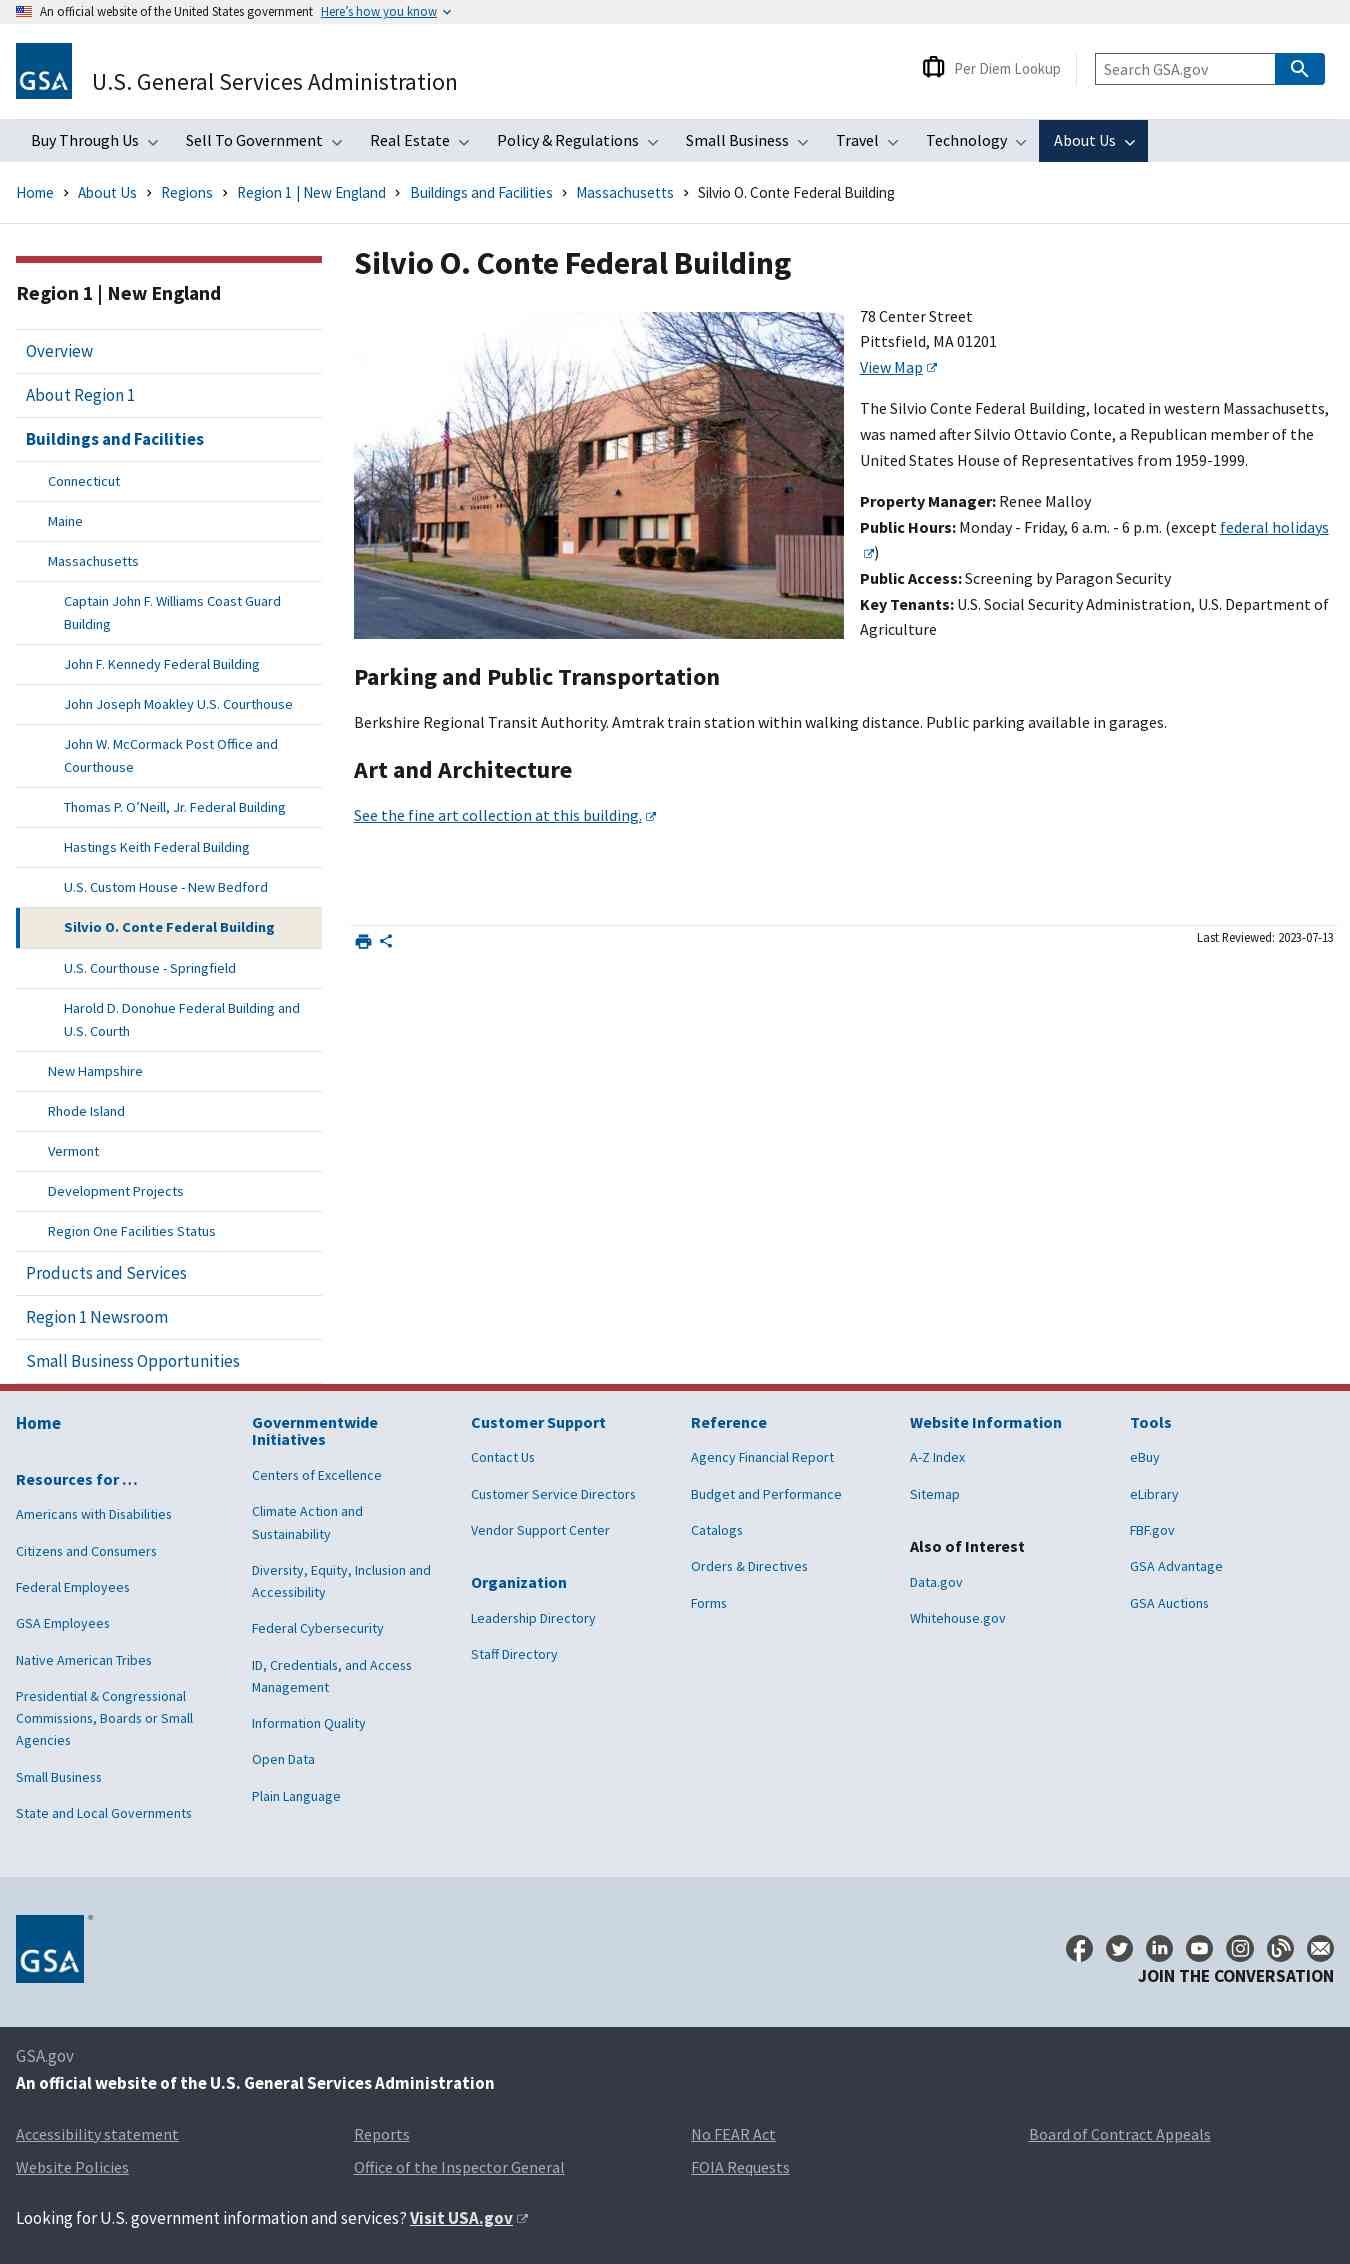 An official website of the United States government Here's how you know
GSA
U.S. General Services Administration
Per Diem Lookup
Search GSA.gov
Buy Through Us
Sell To Government
Real Estate
Policy & Regulations
Small Business
Travel
Technology
About Us
Home > About Us > Regions > Region 1 | New England > Buildings and Facilities > Massachusetts > Silvio O. Conte Federal Building
Region 1 | New England
Overview
About Region 1
Buildings and Facilities
Connecticut
Maine
Massachusetts
Captain John F. Williams Coast Guard
Building
John F. Kennedy Federal Building
John Joseph Moakley U.S. Courthouse
John W. McCormack Post Office and
Courthouse
Thomas P. O'Neill, Jr. Federal Building
Hastings Keith Federal Building
U.S. Custom House - New Bedford
Silvio O. Conte Federal Building
U.S. Courthouse - Springfield
Harold D. Donohue Federal Building and
U.S. Courth
New Hampshire
Rhode Island
Vermont
Development Projects
Region One Facilities Status
Products and Services
Region 1 Newsroom
Small Business Opportunities
Silvio O. Conte Federal Building
78 Center Street
Pittsfield, MA 01201
View Map
The Silvio Conte Federal Building, located in western Massachusetts,
was named after Silvio Ottavio Conte, a Republican member of the
United States House of Representatives from 1959-1999.
Property Manager: Renee Malloy
Public Hours: Monday - Friday, 6 a.m. - 6 p.m. (except federal holidays
)
Public Access: Screening by Paragon Security
Key Tenants: U.S. Social Security Administration, U.S. Department of
Agriculture
Parking and Public Transportation
Berkshire Regional Transit Authority. Amtrak train station within walking distance. Public parking available in garages.
Art and Architecture
See the fine art collection at this building.
Last Reviewed: 2023-07-13
Home
Resources for …
Americans with Disabilities
Citizens and Consumers
Federal Employees
GSA Employees
Native American Tribes
Presidential & Congressional
Commissions, Boards or Small
Agencies
Small Business
State and Local Governments
Governmentwide
Initiatives
Centers of Excellence
Climate Action and
Sustainability
Diversity, Equity, Inclusion and
Accessibility
Federal Cybersecurity
ID, Credentials, and Access
Management
Information Quality
Open Data
Plain Language
Customer Support
Contact Us
Customer Service Directors
Vendor Support Center
Organization
Leadership Directory
Staff Directory
Reference
Agency Financial Report
Budget and Performance
Catalogs
Orders & Directives
Forms
Website Information
A-Z Index
Sitemap
Also of Interest
Data.gov
Whitehouse.gov
Tools
eBuy
eLibrary
FBF.gov
GSA Advantage
GSA Auctions
GSA
JOIN THE CONVERSATION
GSA.gov
An official website of the U.S. General Services Administration
Accessibility statement
Reports
No FEAR Act
Board of Contract Appeals
Website Policies
Office of the Inspector General
FOIA Requests
Looking for U.S. government information and services? Visit USA.gov